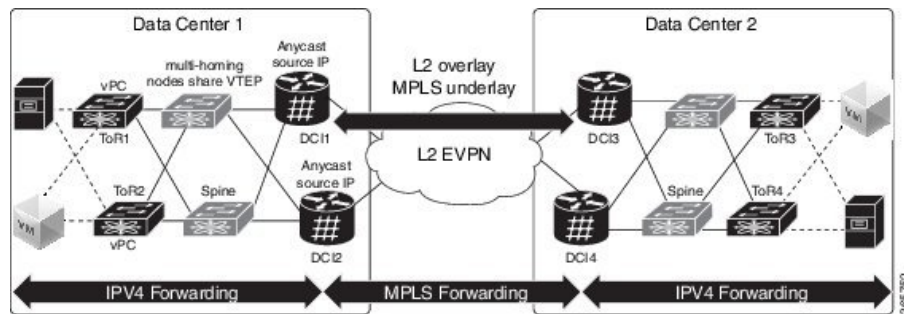 Data Center 1
Data Center 2
multi-homing
nodes share VTEP
Anycast
source IP
L2 overlay
MPLS underlay
vPC
ToR1
DCI1
DCI3
ToR3
VM
L2 EVPN
Anycast
source IP
ToR2
Spine
Spine
ToR4
VM
vPC
DCI2
DCI4
IPV4 Forwarding
MPLS Forwarding
IPV4 Forwarding